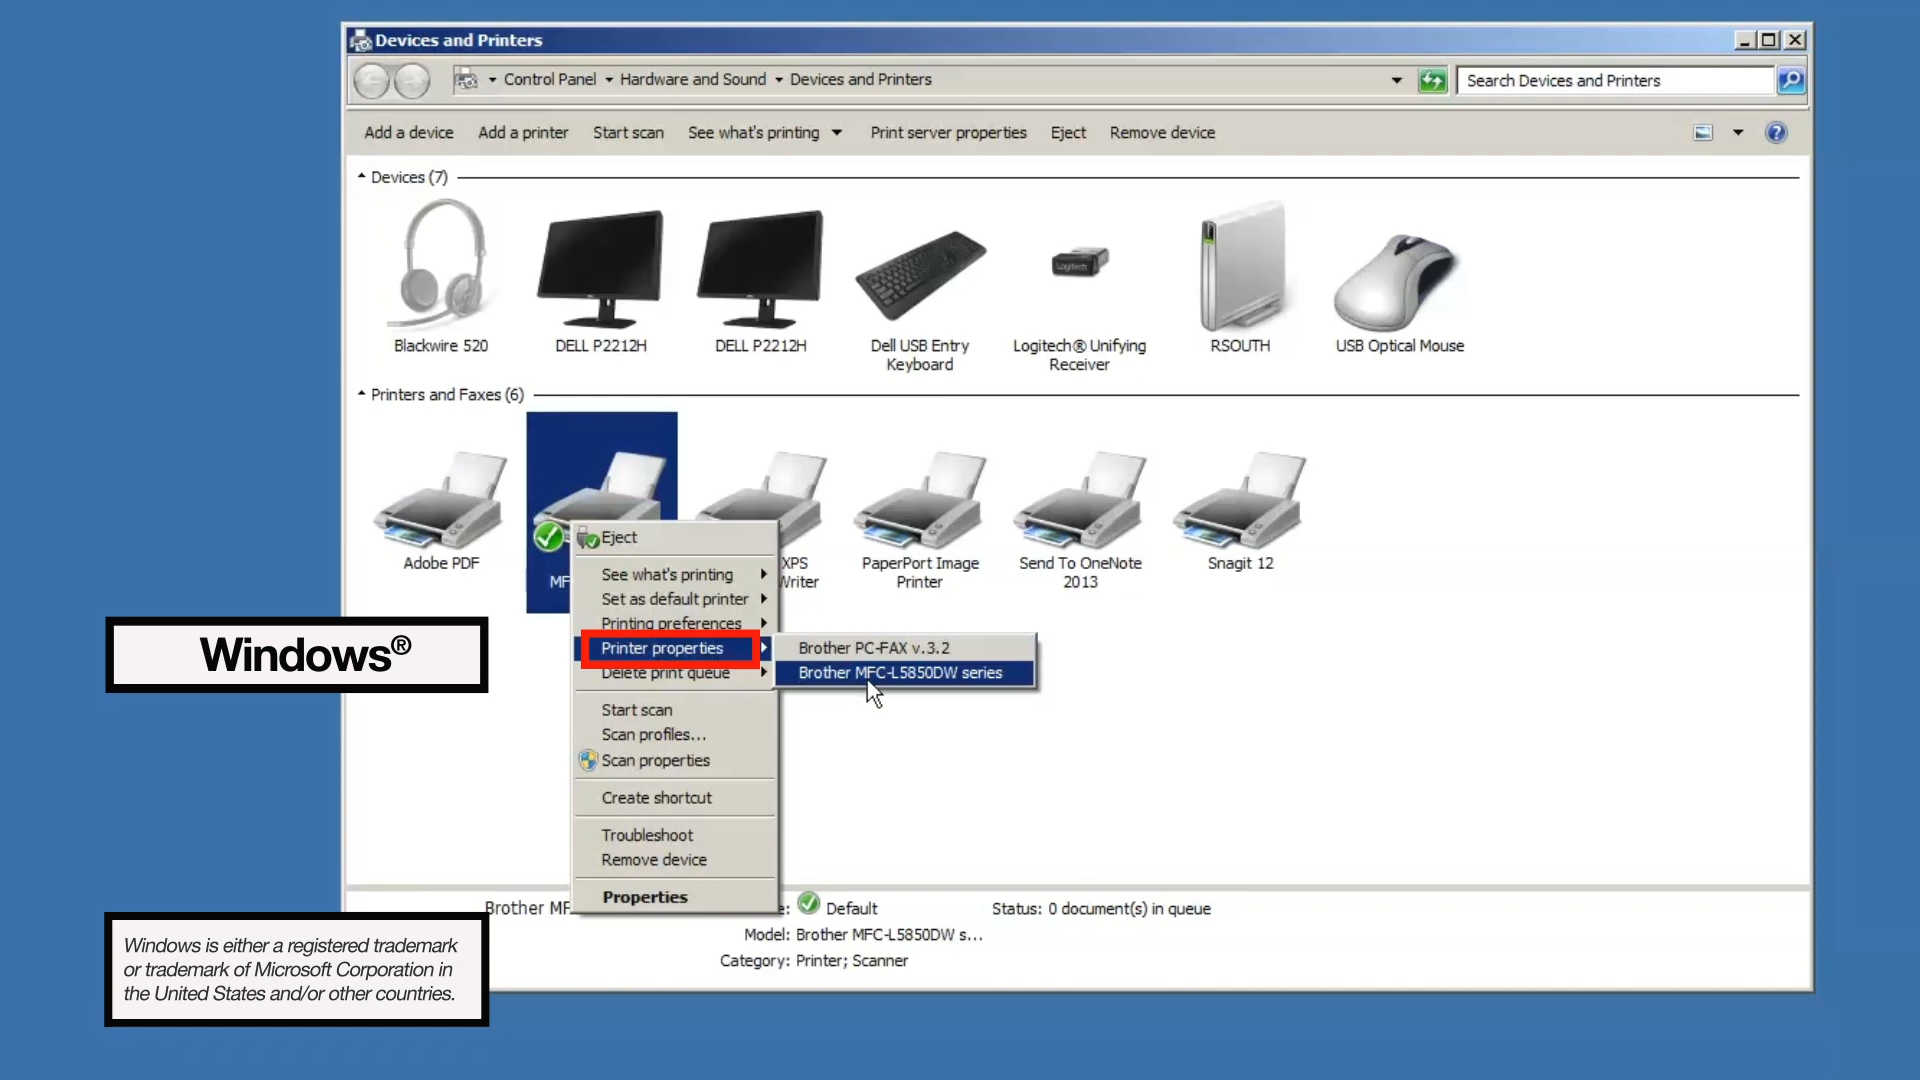 Devices and Printers
Control Panel Hardware and Sound Devices and Printers
Search Devices and Printers
Add a device Add a printer Start scan See what's printing Print server properties Eject Remove device
Devices (7)
Logitech
Blackwire 520
DELL P2212H
DELL P2212H
Dell USB Entry
Keyboard
Logitech® Unifying
Receiver
RSOUTH
USB Optical Mouse
Printers and Faxes (6)
Adobe PDF
MF
XPS
Writer
PaperPort Image
Printer
Send To OneNote
2013
Snagit 12
Eject
See what's printing
Set as default printer
Printing preferences
Printer properties
Delete print queue
Start scan
Scan profiles...
Scan properties
Create shortcut
Troubleshoot
Remove device
Properties
Brother PC-FAX v.3.2
Brother MFC-L5850DW series
Windows®
Brother MF e: Default Status: 0 document(s) in queue
Model: Brother MFC-L5850DW s...
Category: Printer; Scanner
Windows is either a registered trademark
or trademark of Microsoft Corporation in
the United States and/or other countries.